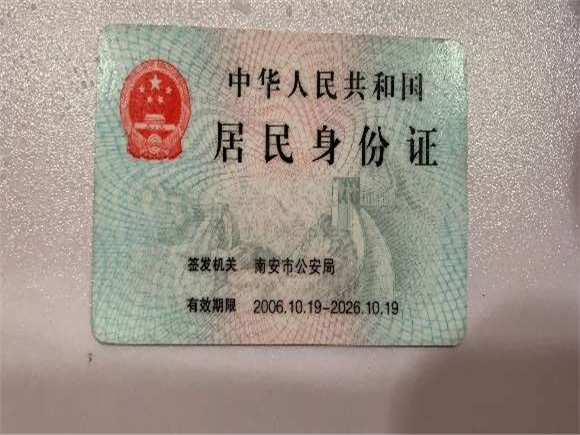 中华人民共和国
居民身份证
签发机关 南安市公安局
有效期限 2006.10.19-2026.10.19